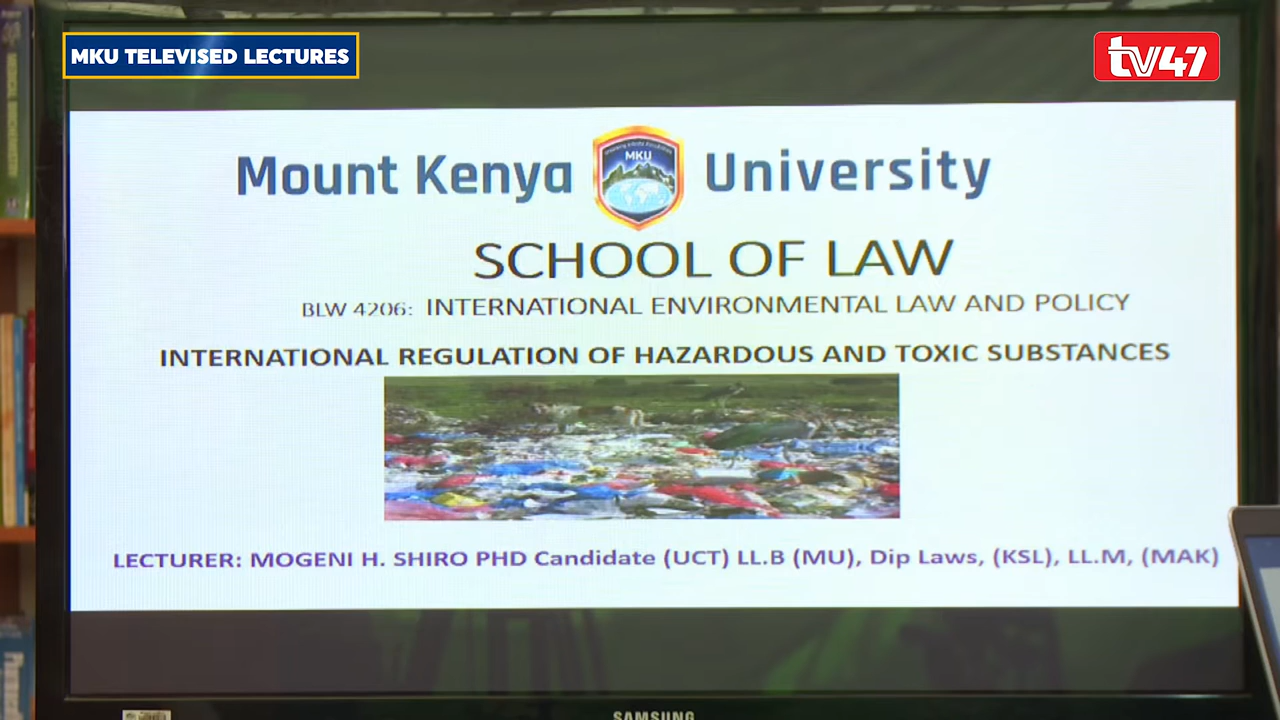 MKU TELEVISED LECTURES
tv47
Mount Kenya University
MKU
SCHOOL OF LAW
BLW 4206: INTERNATIONAL ENVIRONMENTAL LAW AND POLICY
INTERNATIONAL REGULATION OF HAZARDOUS AND TOXIC SUBSTANCES
LECTURER: MOGENI H. SHIRO PHD Candidate (UCT) LL.B (MU), Dip Laws, (KSL), LL.M, (MAK)
SAMSUNG